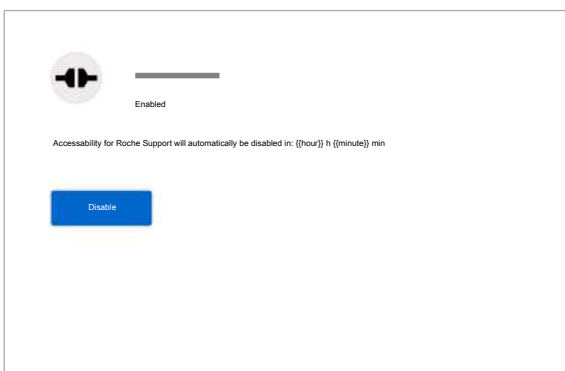 Enabled
Accessability for Roche Support will automatically be disabled in: {{hour}} h {{minute}} min
Disable